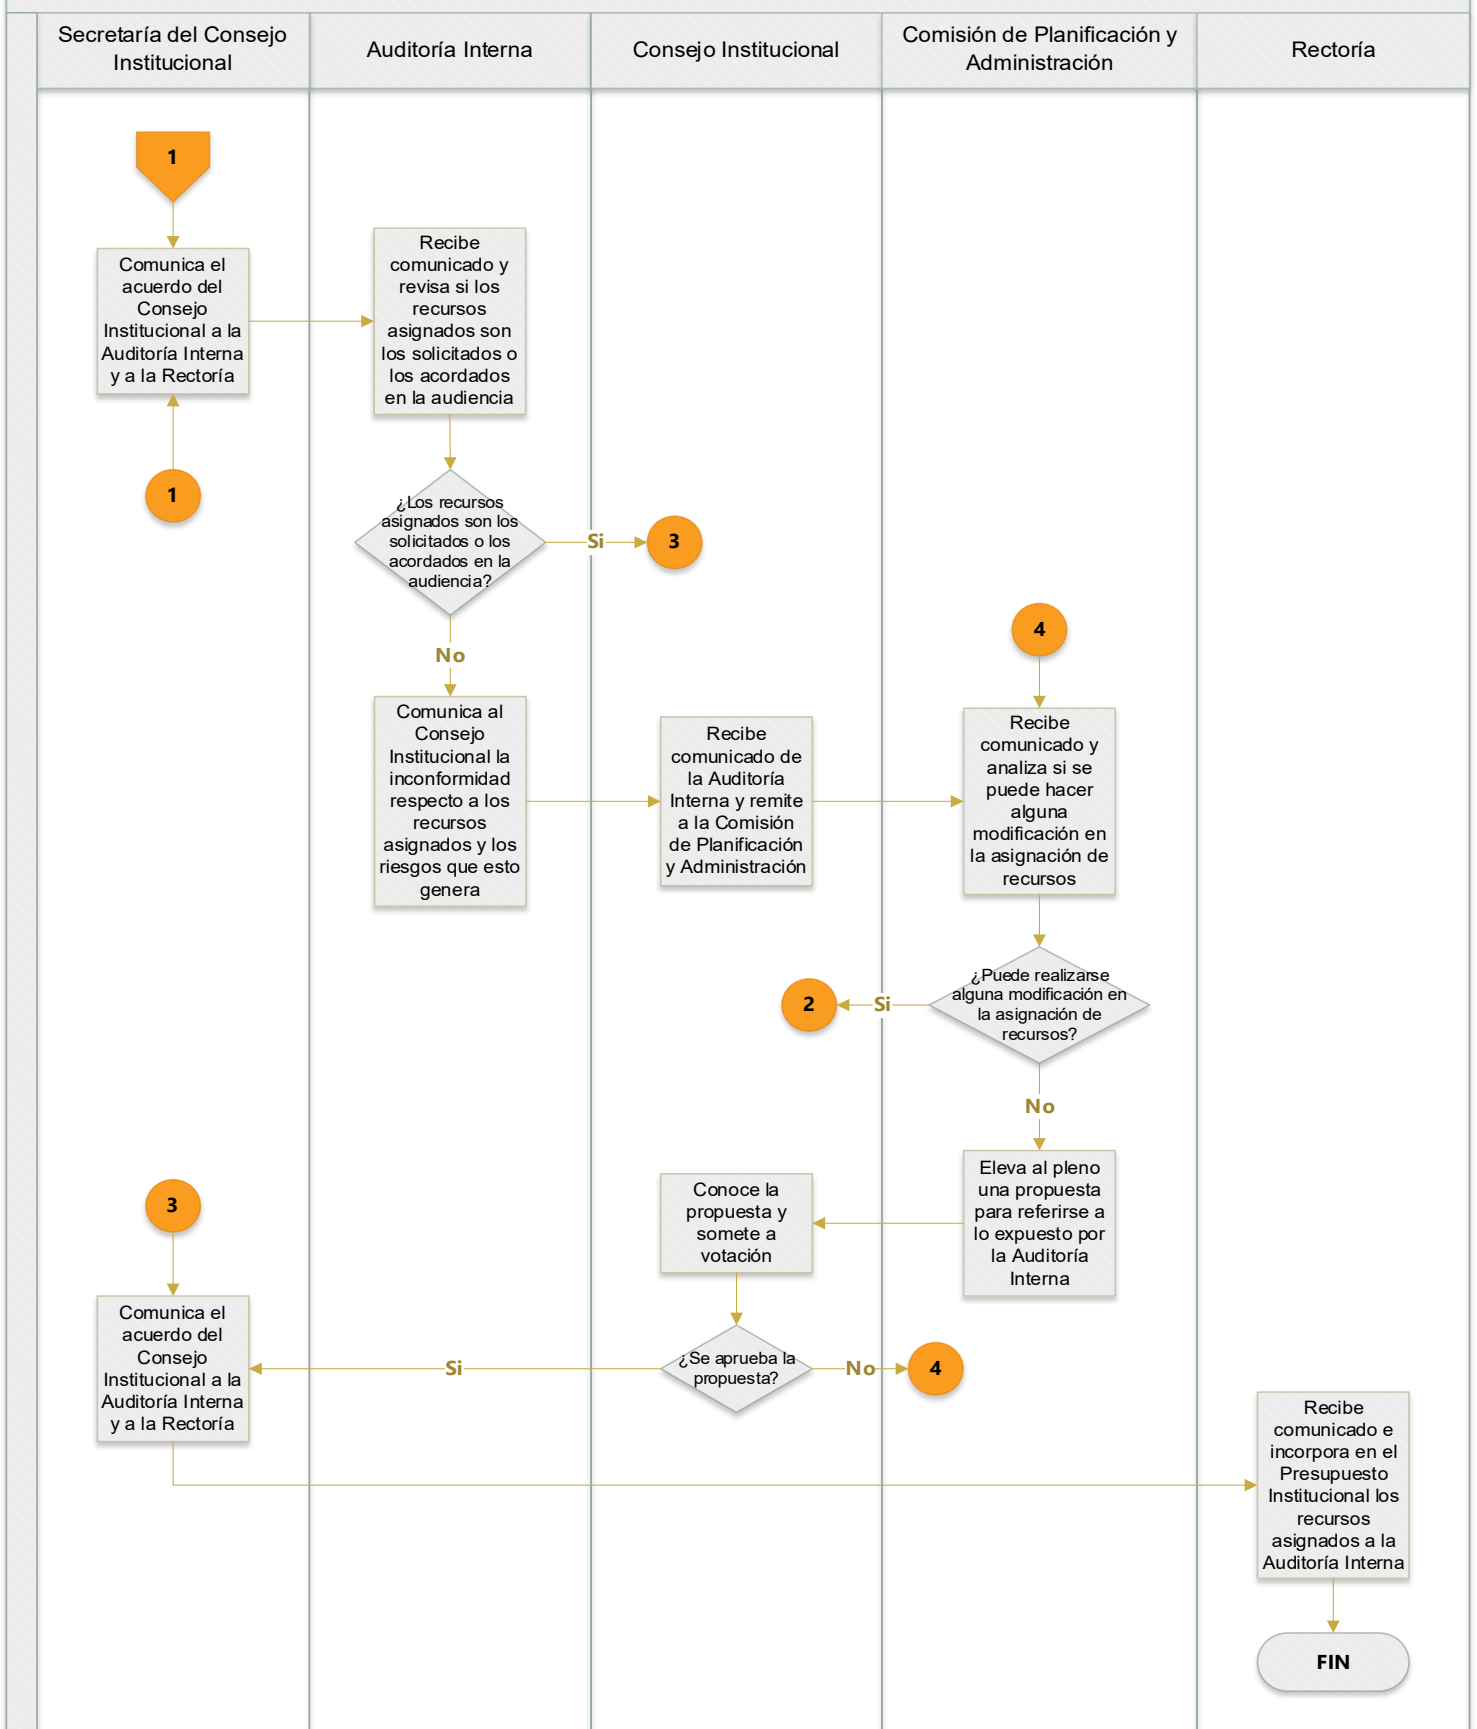 Secretaría del Consejo
Institucional
Auditoría Interna
Consejo Institucional
Comisión de Planificación y
Administración
Rectoría
1
Comunica el
acuerdo del
Consejo
Institucional a la
Auditoría Interna
y a la Rectoría
1
Recibe
comunicado y
revisa si los
recursos
asignados son
los solicitados o
los acordados
en la audiencia
¿Los recursos
asignados son los
solicitados o los
acordados en la
audiencia?
Si
3
No
Comunica al
Consejo
Institucional la
inconformidad
respecto a los
recursos
asignados y los
riesgos que esto
genera
Recibe
comunicado de
la Auditoría
Interna y remite
a la Comisión
de Planificación
y Administración
4
Recibe
comunicado y
analiza si se
puede hacer
alguna
modificación en
la asignación de
recursos
¿Puede realizarse
alguna modificación en
la asignación de
recursos?
Si
2
No
Eleva al pleno
una propuesta
para referirse a
lo expuesto por
la Auditoría
Interna
Conoce la
propuesta y
somete a
votación
¿Se aprueba la
propuesta?
No
4
Si
3
Comunica el
acuerdo del
Consejo
Institucional a la
Auditoría Interna
y a la Rectoría
Recibe
comunicado e
incorpora en el
Presupuesto
Institucional los
recursos
asignados a la
Auditoría Interna
FIN